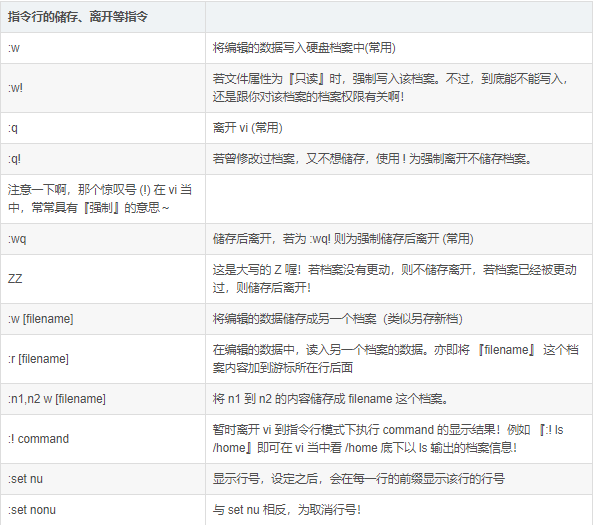 指令行的储存、离开等指令
:w
将编辑的数据写入硬盘档案中(常用)
:w!
若文件属性为『只读』时，强制写入该档案。不过，到底能不能写入，
还是跟你对该档案的档案权限有关啊！
:q
离开 vi (常用)
:q!
若曾修改过档案，又不想储存，使用 ! 为强制离开不储存档案。
注意一下啊，那个惊叹号 (!) 在 vi 当
中，常常具有『强制』的意思～
:wq
储存后离开，若为 :wq! 则为强制储存后离开 (常用)
ZZ
这是大写的 Z 喔！若档案没有更动，则不储存离开，若档案已经被更动
过，则储存后离开！
:w [filename]
将编辑的数据储存成另一个档案（类似另存新档）
:r [filename]
在编辑的数据中，读入另一个档案的数据。亦即将 『filename』 这个档
案内容加到游标所在行后面
:n1,n2 w [filename]
将 n1 到 n2 的内容储存成 filename 这个档案。
:! command
暂时离开 vi 到指令行模式下执行 command 的显示结果！例如 『:! ls
/home』即可在 vi 当中看 /home 底下以 ls 输出的档案信息！
:set nu
显示行号，设定之后，会在每一行的前缀显示该行的行号
:set nonu
与 set nu 相反，为取消行号！